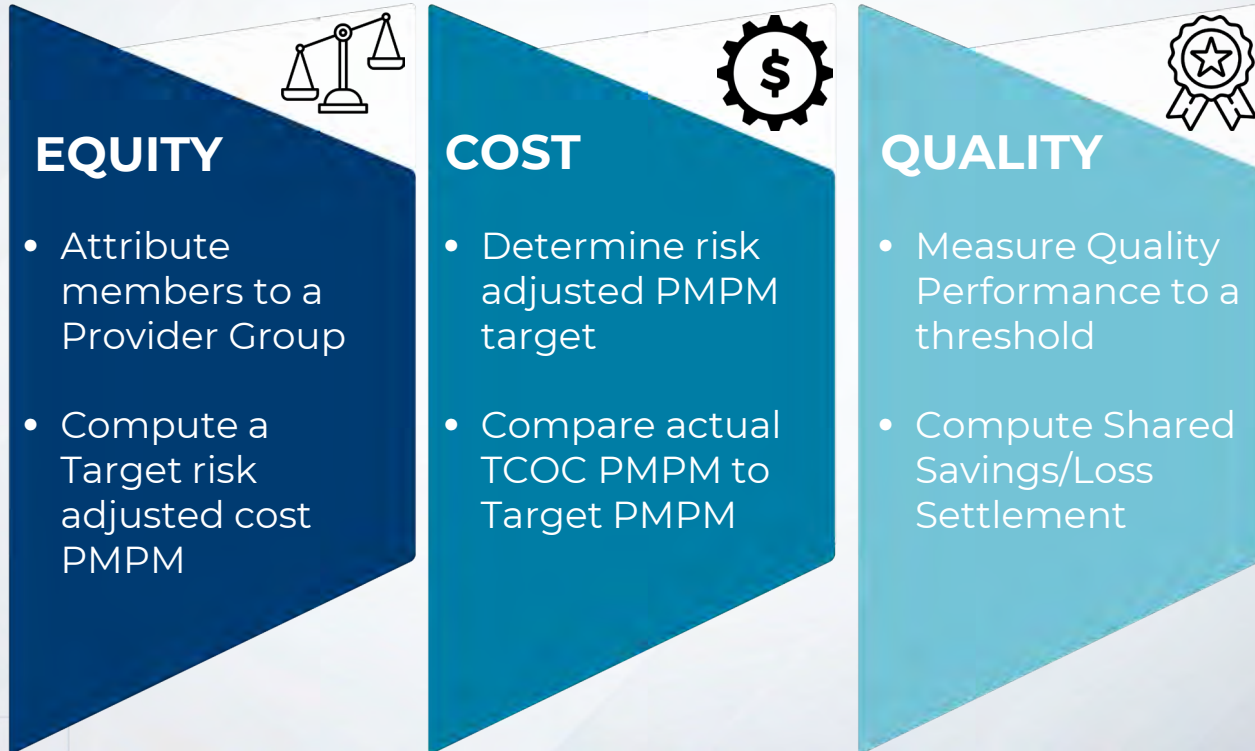 $
EQUITY
• Attribute
members to a
Provider Group
• Compute a
Target risk
adjusted cost
PMPM
COST
• Determine risk
adjusted PMPM
target
• Compare actual
TCOC PMPM to
Target PMPM
QUALITY
• Measure Quality
Performance to a
threshold
• Compute Shared
Savings/Loss
Settlement